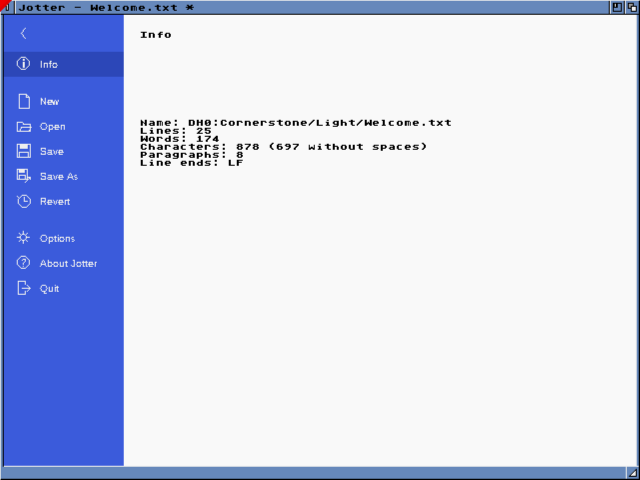 Jotter - Welcome.txt *
Info
Info
New
Open
Save
Save As
Revert
Options
About Jotter
Quit
Name: DH0:Cornerstone/Light/Welcome.txt
Lines: 25
Words: 174
Characters: 878 (697 without spaces)
Paragraphs: 8
Line ends: LF